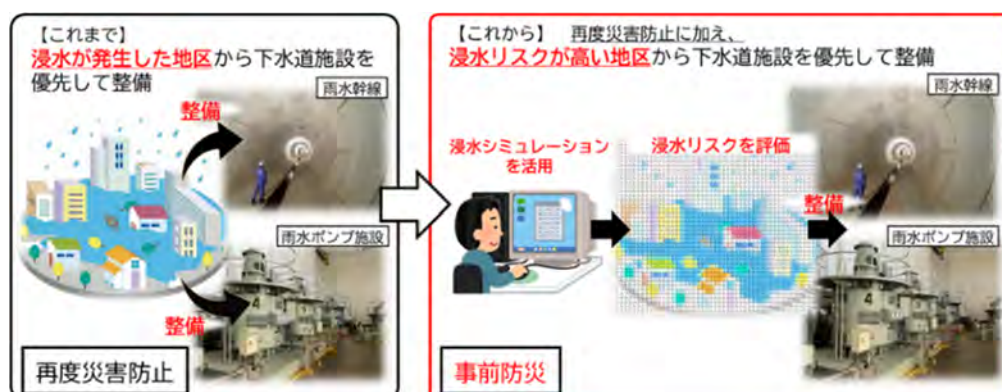 【これまで】
浸水が発生した地区から下水道施設を
優先して整備
雨水幹線
整備
雨水ポンプ施設
4
整備
再度災害防止
【これから】 再度災害防止に加え、
浸水リスクが高い地区から下水道施設を優先して整備
雨水幹線
浸水シミュレーション
を活用
浸水リスクを評価
整備
雨水ポンプ施設
4
事前防災